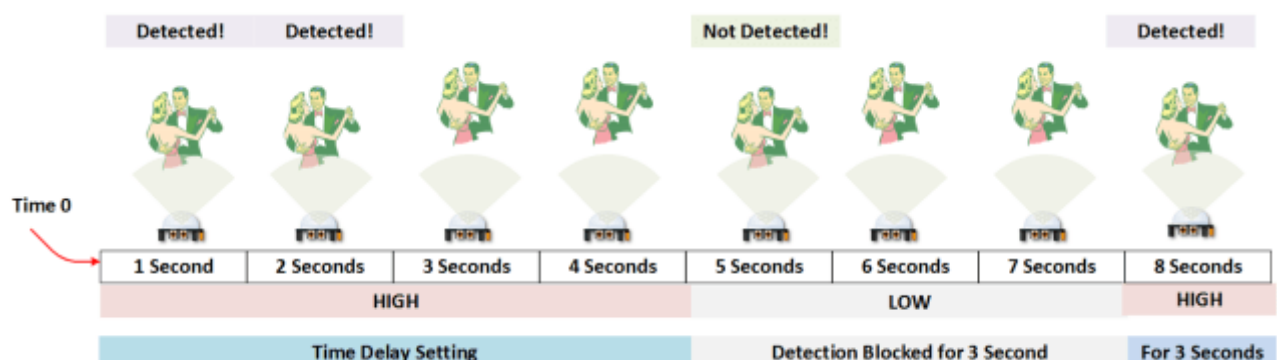 Detected! Detected! Not Detected! Detected!
Time 0
1 Second 2 Seconds 3 Seconds 4 Seconds 5 Seconds 6 Seconds 7 Seconds 8 Seconds
HIGH LOW HIGH
Time Delay Setting Detection Blocked for 3 Second For 3 Seconds